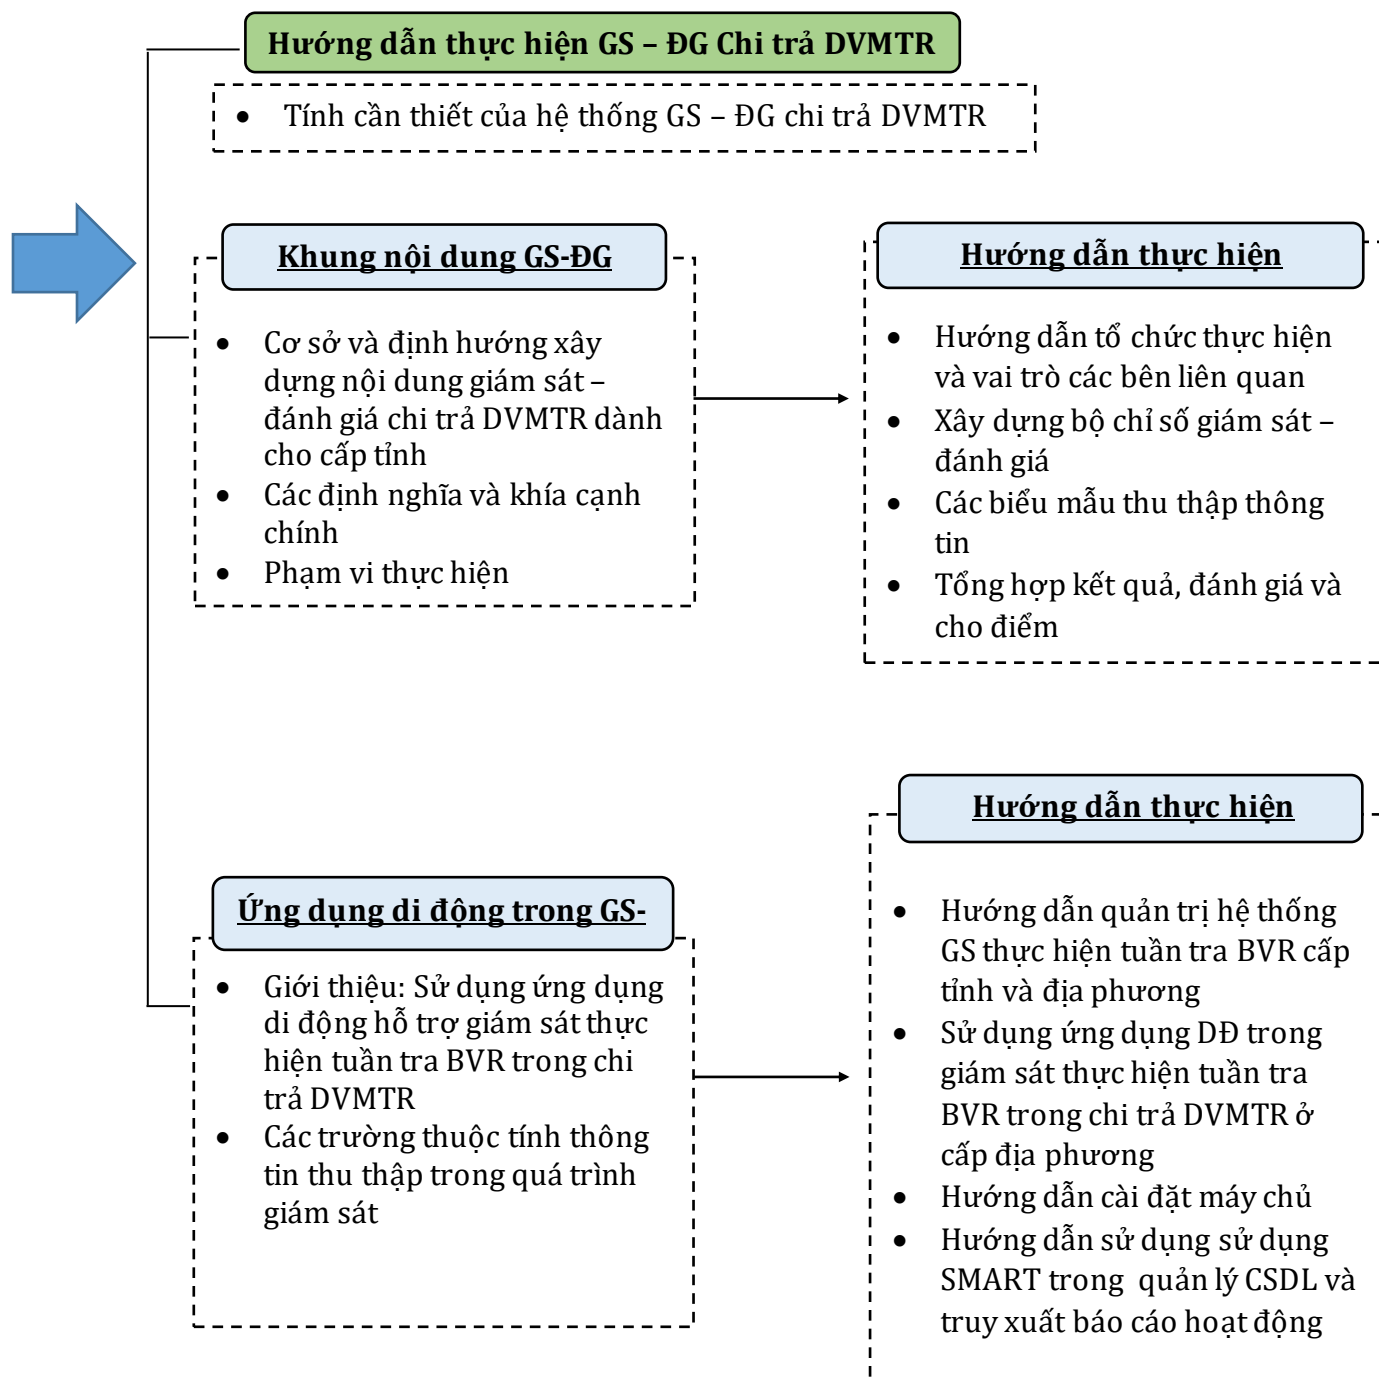 Hướng dẫn thực hiện GS – ĐG Chi trả DVMTR
• Tính cần thiết của hệ thống GS – ĐG chi trả DVMTR
Khung nội dung GS-ĐG
• Cơ sở và định hướng xây
dựng nội dung giám sát –
đánh giá chi trả DVMTR dành
cho cấp tỉnh
• Các định nghĩa và khía cạnh
chính
• Phạm vi thực hiện
Hướng dẫn thực hiện
• Hướng dẫn tổ chức thực hiện
và vai trò các bên liên quan
• Xây dựng bộ chỉ số giám sát –
đánh giá
• Các biểu mẫu thu thập thông
tin
• Tổng hợp kết quả, đánh giá và
cho điểm
Ứng dụng di động trong GS-
• Giới thiệu: Sử dụng ứng dụng
di động hỗ trợ giám sát thực
hiện tuần tra BVR trong chi
trả DVMTR
• Các trường thuộc tính thông
tin thu thập trong quá trình
giám sát
Hướng dẫn thực hiện
• Hướng dẫn quản trị hệ thống
GS thực hiện tuần tra BVR cấp
tỉnh và địa phương
• Sử dụng ứng dụng DĐ trong
giám sát thực hiện tuần tra
BVR trong chi trả DVMTR ở
cấp địa phương
• Hướng dẫn cài đặt máy chủ
• Hướng dẫn sử dụng sử dụng
SMART trong quản lý CSDL và
truy xuất báo cáo hoạt động